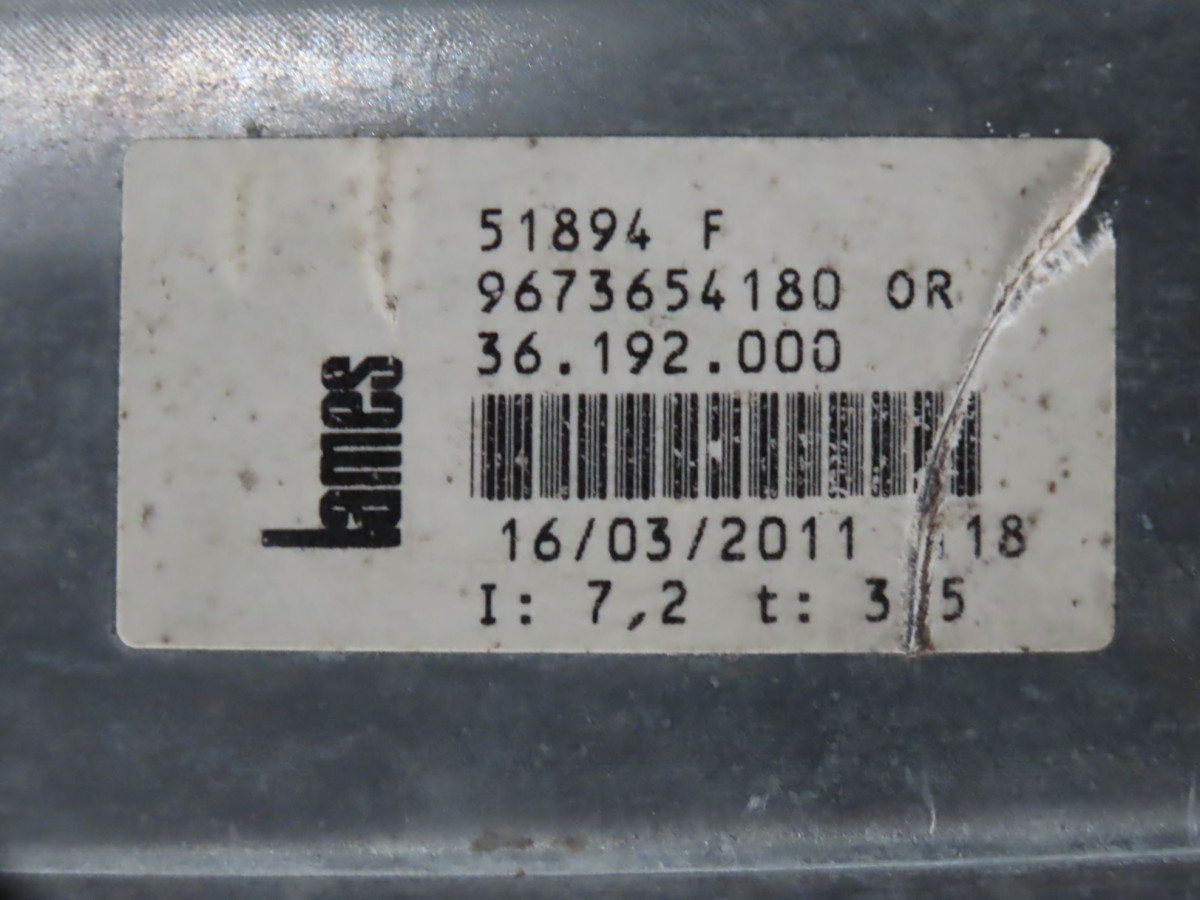 51894 F
9673654180 OR
36.192.000
lames
16/03/2011
I: 7,2 t: